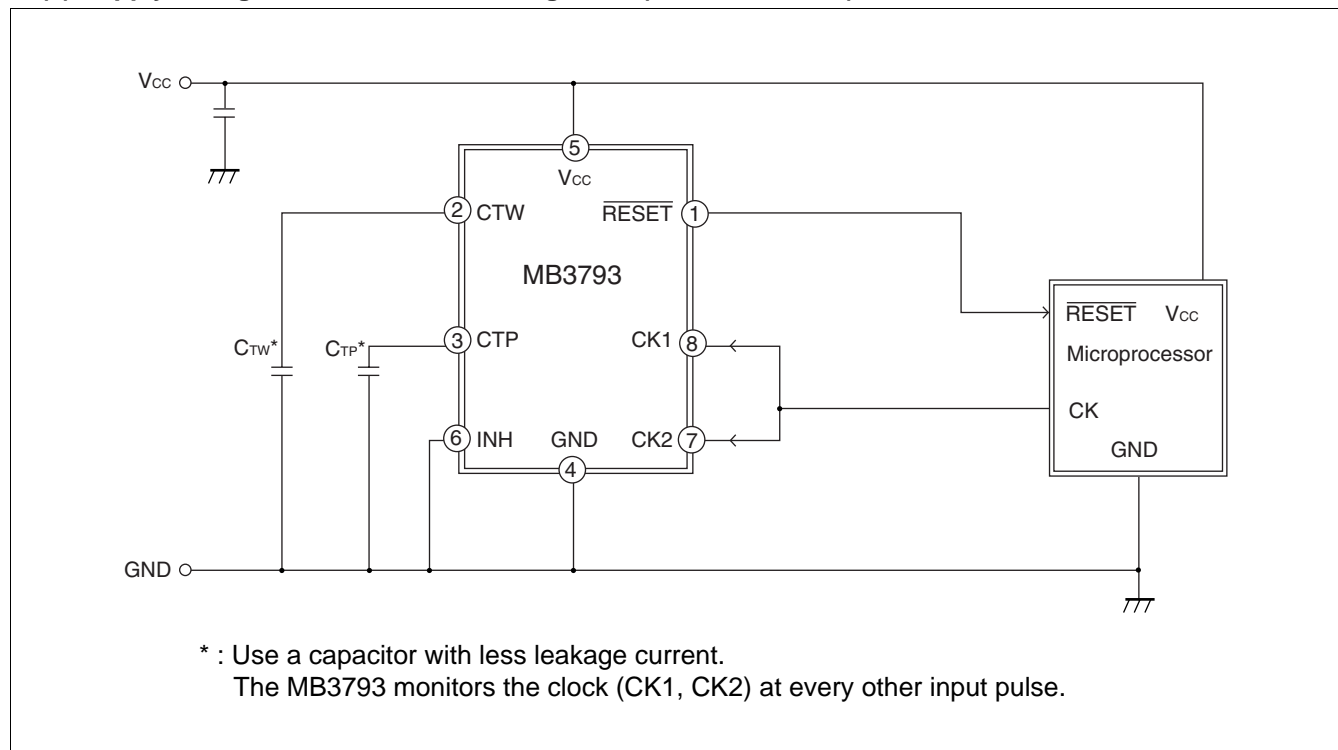 Vcc
5
Vcc
2 CTW
RESET 1
MB3793
RESET Vcc
Microprocessor
CTW*
CTP*
3 CTP
CK1 8
CK
6 INH
GND
CK2 7
GND
4
GND
* : Use a capacitor with less leakage current.
The MB3793 monitors the clock (CK1, CK2) at every other input pulse.